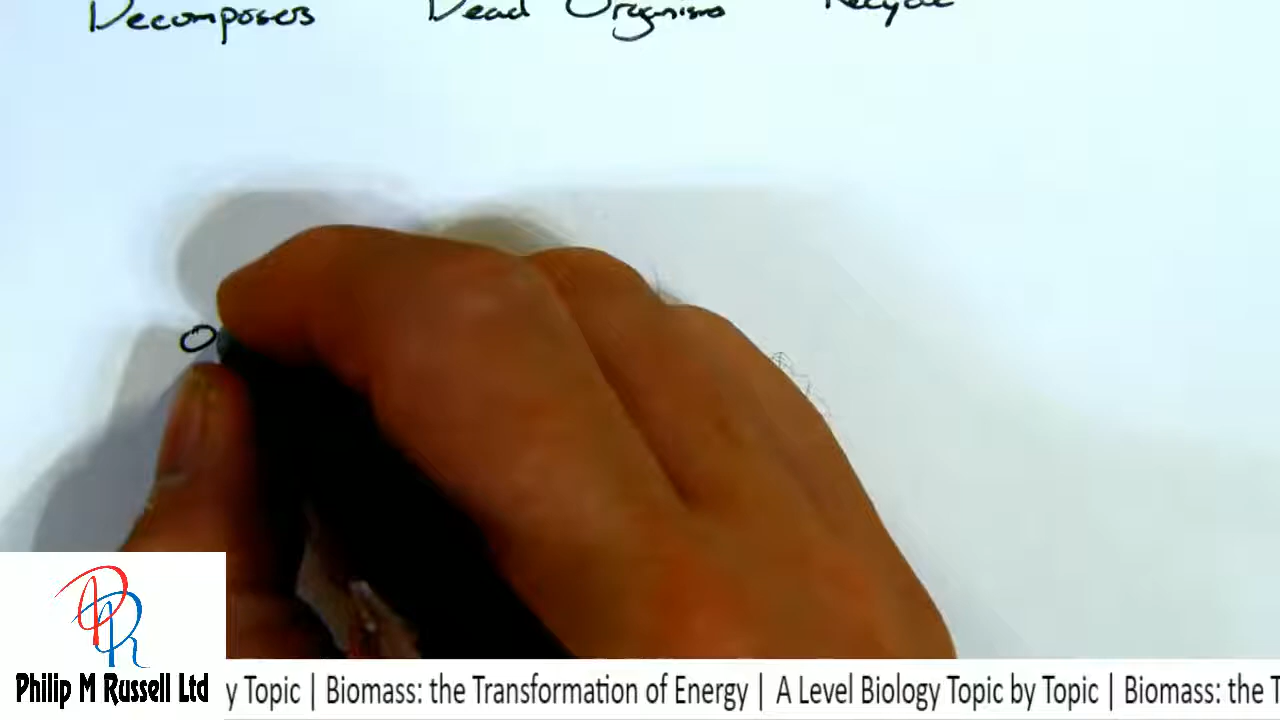 Decomposers Dead Organisms Recycle
O
Philip M Russell Ltd
y Topic | Biomass: the Transformation of Energy | A Level Biology Topic by Topic | Biomass: the T